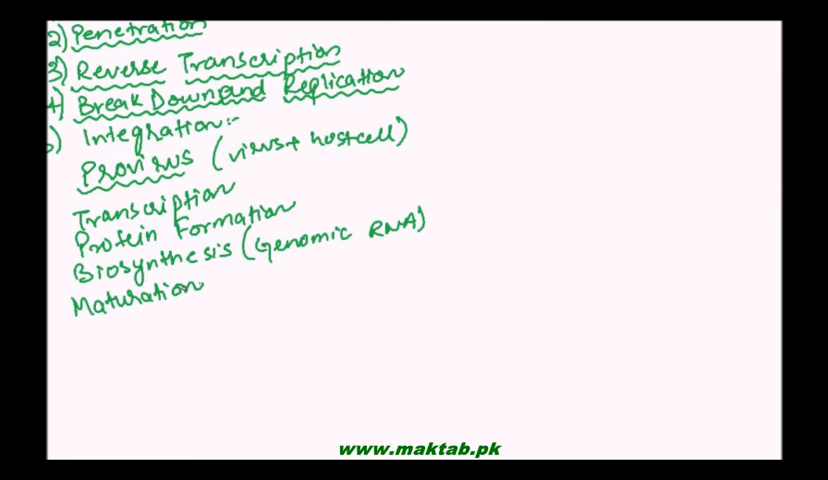 2) Penetration
3) Reverse Transcription
4) Break Down and Replication
5) Integration:-
Provirus (virus + hostcell)
Transcription
Protein Formation
Biosynthesis (Genomic RNA)
Maturation
www.maktab.pk